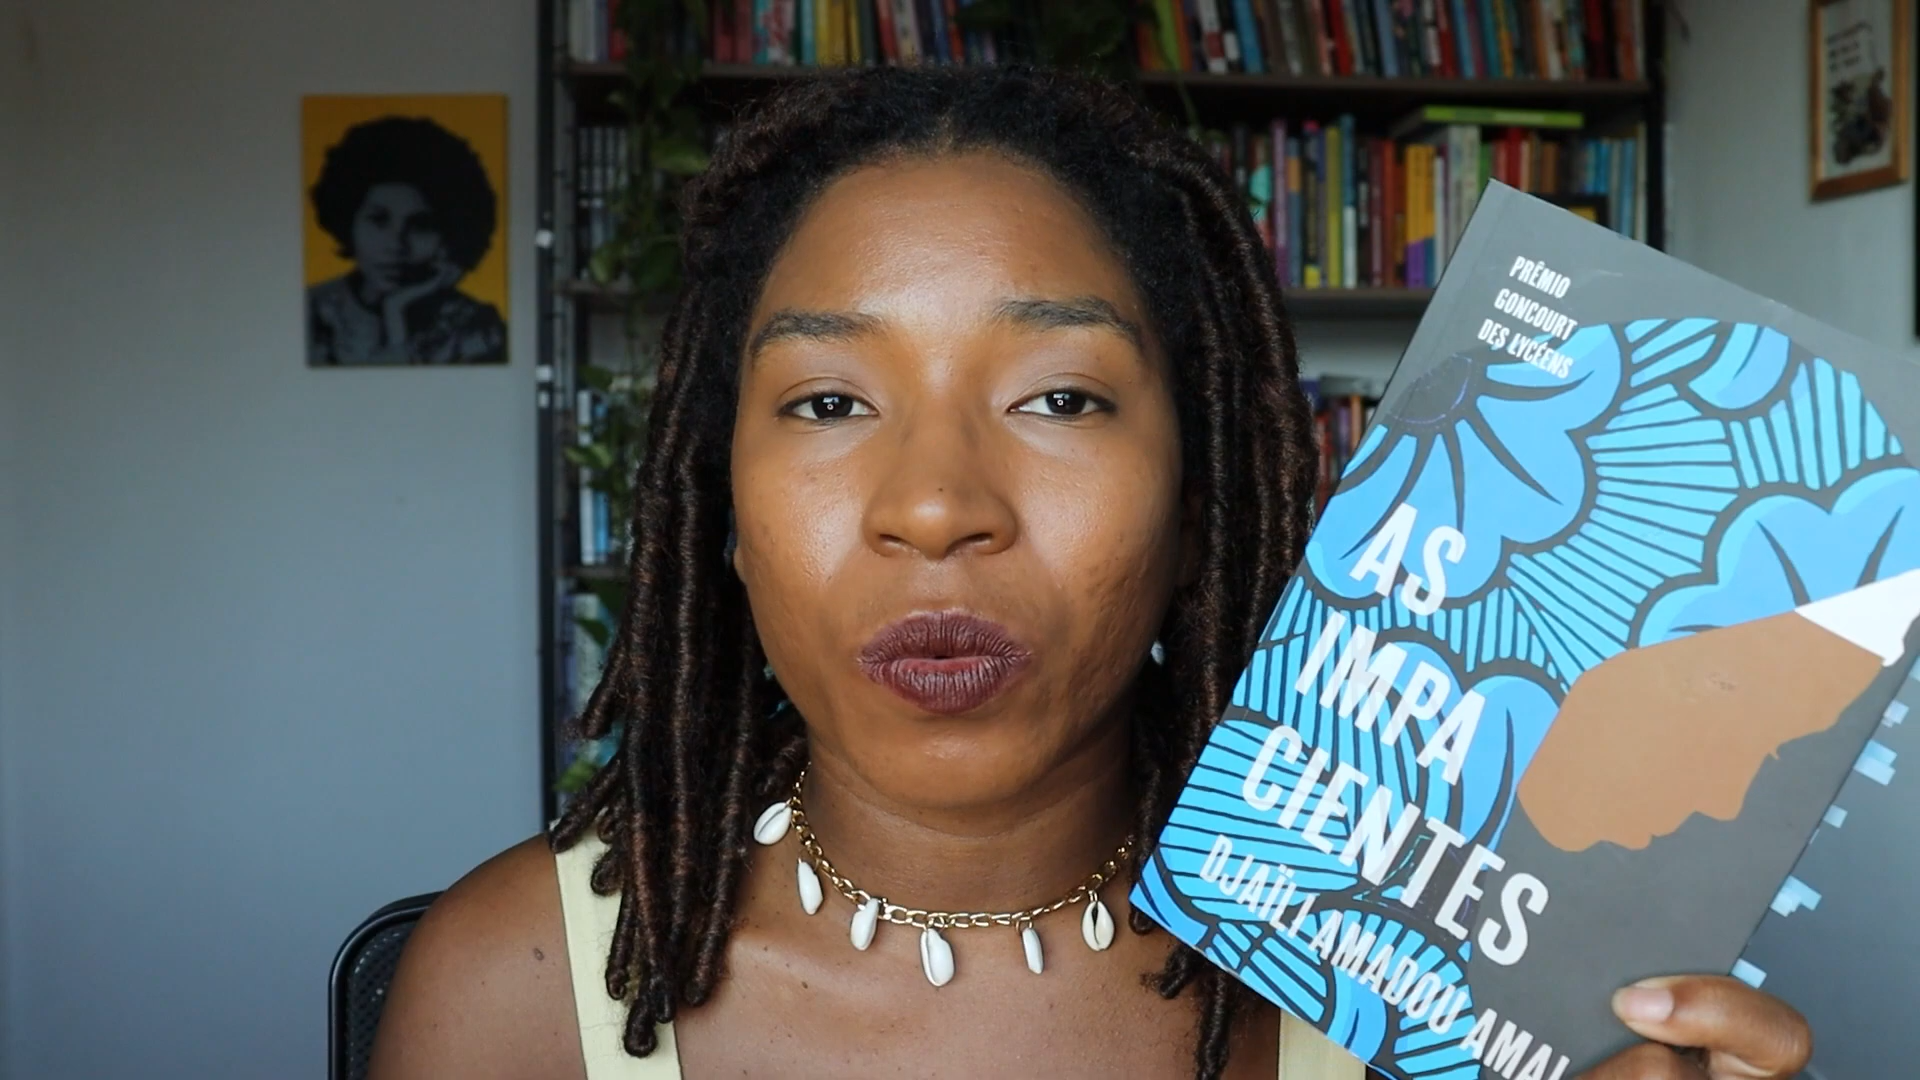 PRÊMIO
GONCOURT
DES LYCÉENS
AS
IMPA
CIENTES
DJAÏLI AMADOU AMAL